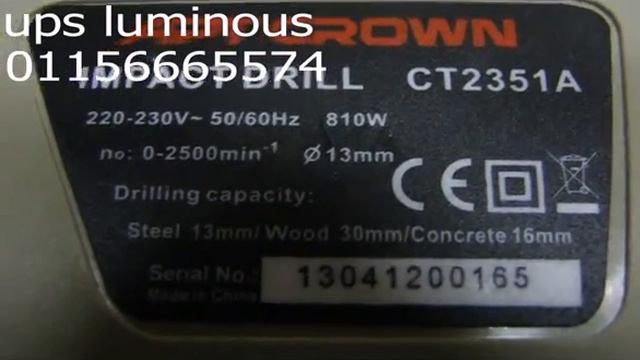 ups luminous
01156665574
CROWN
IMPACT DRILL CT2351A
220-230V~ 50/60Hz 810W
no: 0-2500min⁻¹ Ø13mm
Drilling capacity:
Steel 13mm/Wood 30mm/Concrete 16mm
Serial No.: 13041200165
Made in China